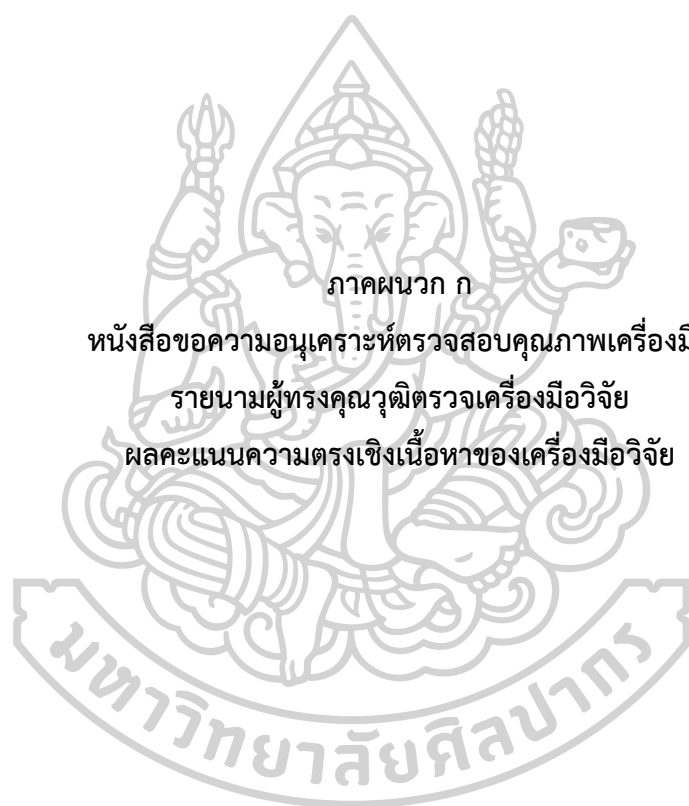 ภาคผนวก ก
หนังสือขอความอนุเคราะห์ตรวจสอบคุณภาพ
รายนามผู้ทรงคุณวุฒิตรวจเครื่องมือวิจัย
ผลคะแนนความตรงเชิงเนื้อหาของเครื่องมือวิจัย
มหาวิทยาลัยศิลปากร